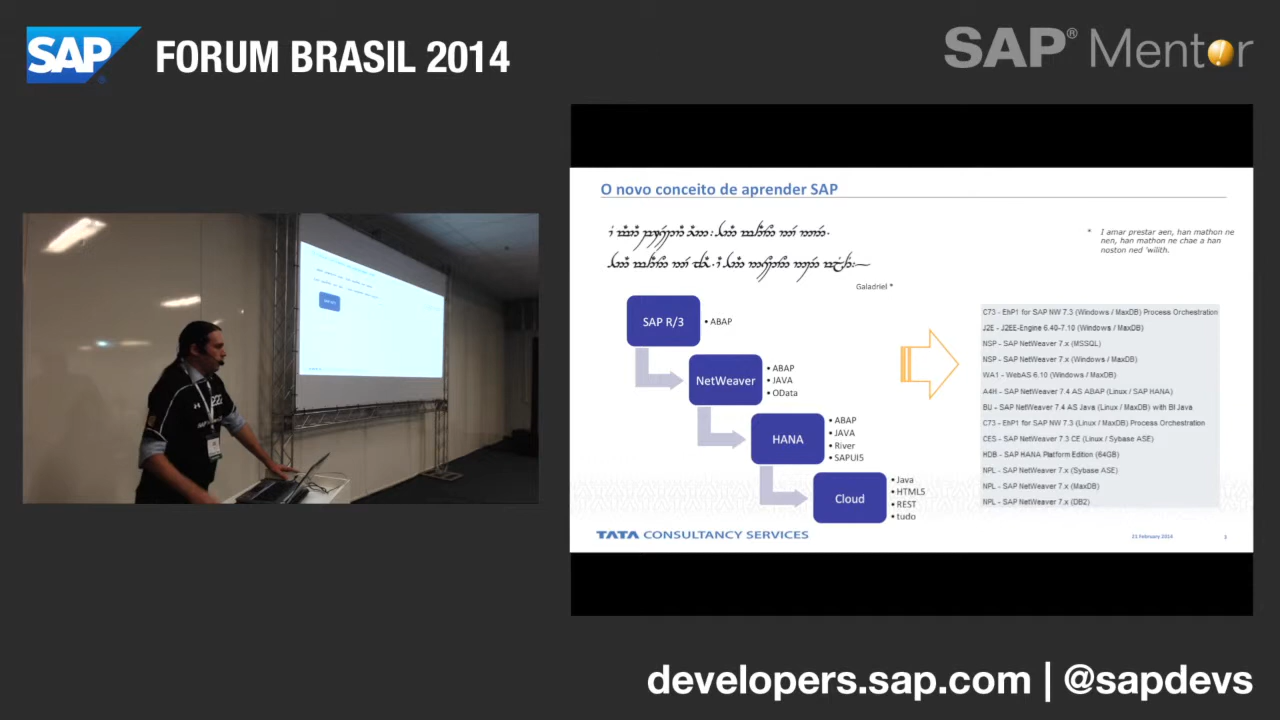 SAP
FORUM BRASIL 2014
SAP® Mentor
O novo conceito de aprender SAP
* I amar prestar aen, han mathon ne
nen, han mathon ne chae a han
noston ned 'wilith.
Galadriel *
SAP R/3
• ABAP
NetWeaver
• ABAP
• JAVA
• OData
HANA
• ABAP
• JAVA
• River
• SAPUI5
Cloud
• Java
• HTML5
• REST
• tudo
C73 - EhP1 for SAP NW 7.3 (Windows / MaxDB) Process Orchestration
J2E - J2EE-Engine 6.40-7.10 (Windows / MaxDB)
NSP - SAP NetWeaver 7.x (MSSQL)
NSP - SAP NetWeaver 7.x (Windows / MaxDB)
WA1 - WebAS 6.10 (Windows / MaxDB)
A4H - SAP NetWeaver 7.4 AS ABAP (Linux / SAP HANA)
BU - SAP NetWeaver 7.4 AS Java (Linux / MaxDB) with BI Java
C73 - EhP1 for SAP NW 7.3 (Linux / MaxDB) Process Orchestration
CES - SAP NetWeaver 7.3 CE (Linux / Sybase ASE)
HDB - SAP HANA Platform Edition (64GB)
NPL - SAP NetWeaver 7.x (Sybase ASE)
NPL - SAP NetWeaver 7.x (MaxDB)
NPL - SAP NetWeaver 7.x (DB2)
TATA CONSULTANCY SERVICES
21 February 2014
3
developers.sap.com | @sapdevs